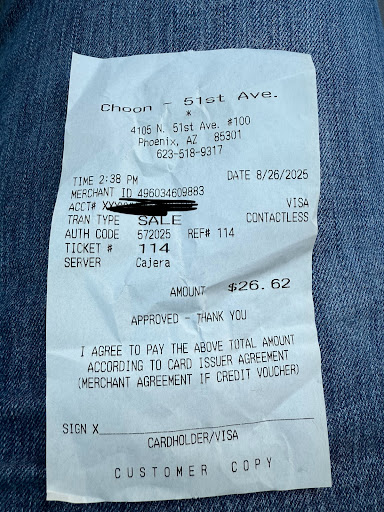 Choon - 51st Ave.
*
4105 N. 51st Ave. #100
Phoenix, AZ 85301
623-518-9317
TIME 2:38 PM DATE 8/26/2025
MERCHANT ID 496034609883
ACCT# VISA
TRAN TYPE SALE CONTACTLESS
AUTH CODE 572025 REF# 114
TICKET # 114
SERVER Cajera
AMOUNT $26.62
APPROVED - THANK YOU
I AGREE TO PAY THE ABOVE TOTAL AMOUNT
ACCORDING TO CARD ISSUER AGREEMENT
(MERCHANT AGREEMENT IF CREDIT VOUCHER)
SIGN X
CARDHOLDER/VISA
CUSTOMER COPY